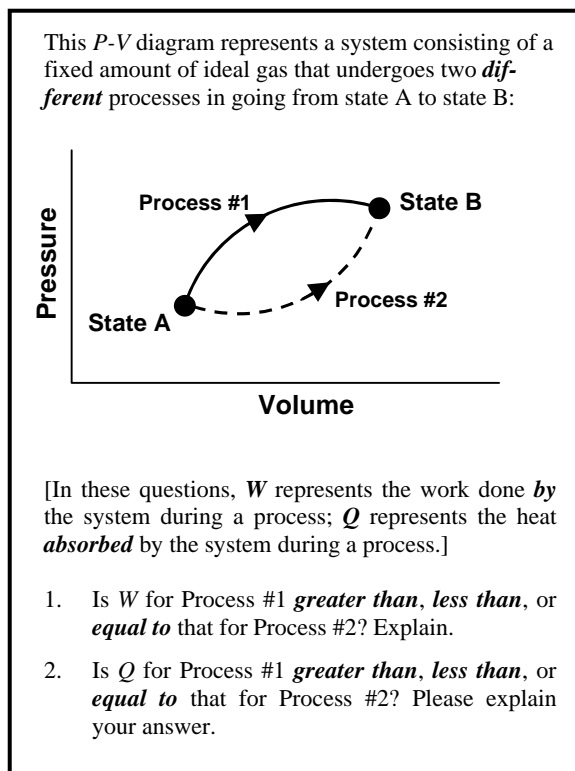 This P-V diagram represents a system consisting of a
fixed amount of ideal gas that undergoes two dif-
ferent processes in going from state A to state B:
Pressure
Process #1
State B
State A
Process #2
Volume
[In these questions, W represents the work done by
the system during a process; Q represents the heat
absorbed by the system during a process.]
1. Is W for Process #1 greater than, less than, or
equal to that for Process #2? Explain.
2. Is Q for Process #1 greater than, less than, or
equal to that for Process #2? Please explain
your answer.